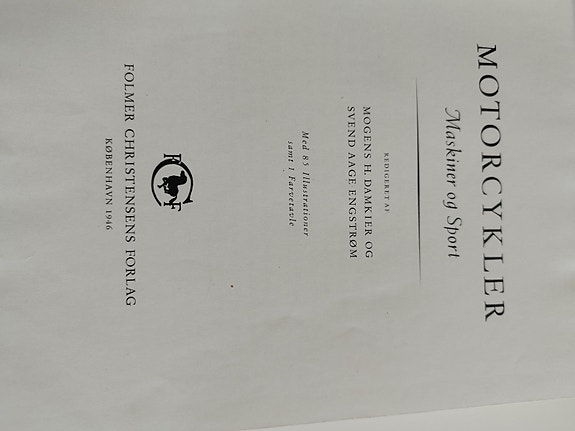 MOTORCYKLER
Maskiner og Sport
REDIGERET AF
MOGENS H. DAMKIER OG
SVEND AAGE ENGSTRØM
Med 85 Illustrationer
samt 1 Farvetavle
F C F
FOLMER CHRISTENSENS FORLAG
KØBENHAVN 1946